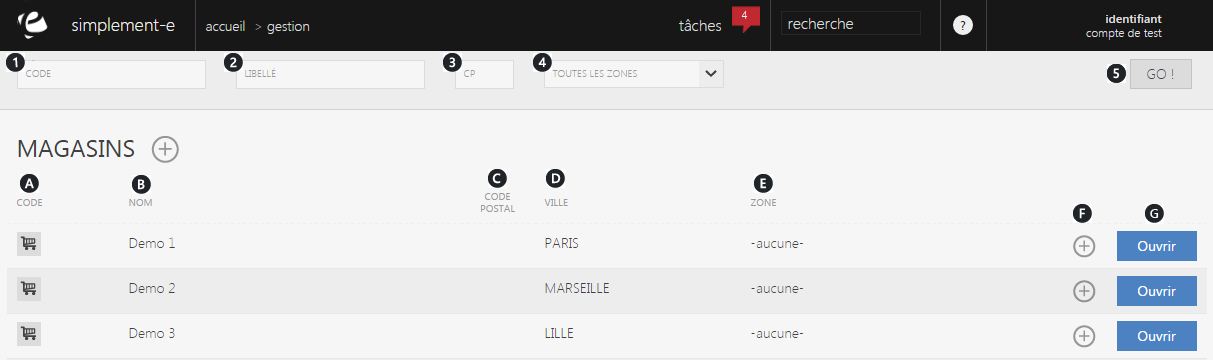 simplement-e accueil > gestion tâches 4 recherche ? identifiant
compte de test
1 CODE 2 LIBELLÉ 3 CP 4 TOUTES LES ZONES 5 GO !
MAGASINS
A B C D E
CODE NOM CODE POSTAL VILLE ZONE
F G
Demo 1 PARIS -aucune- Ouvrir
Demo 2 MARSEILLE -aucune- Ouvrir
Demo 3 LILLE -aucune- Ouvrir